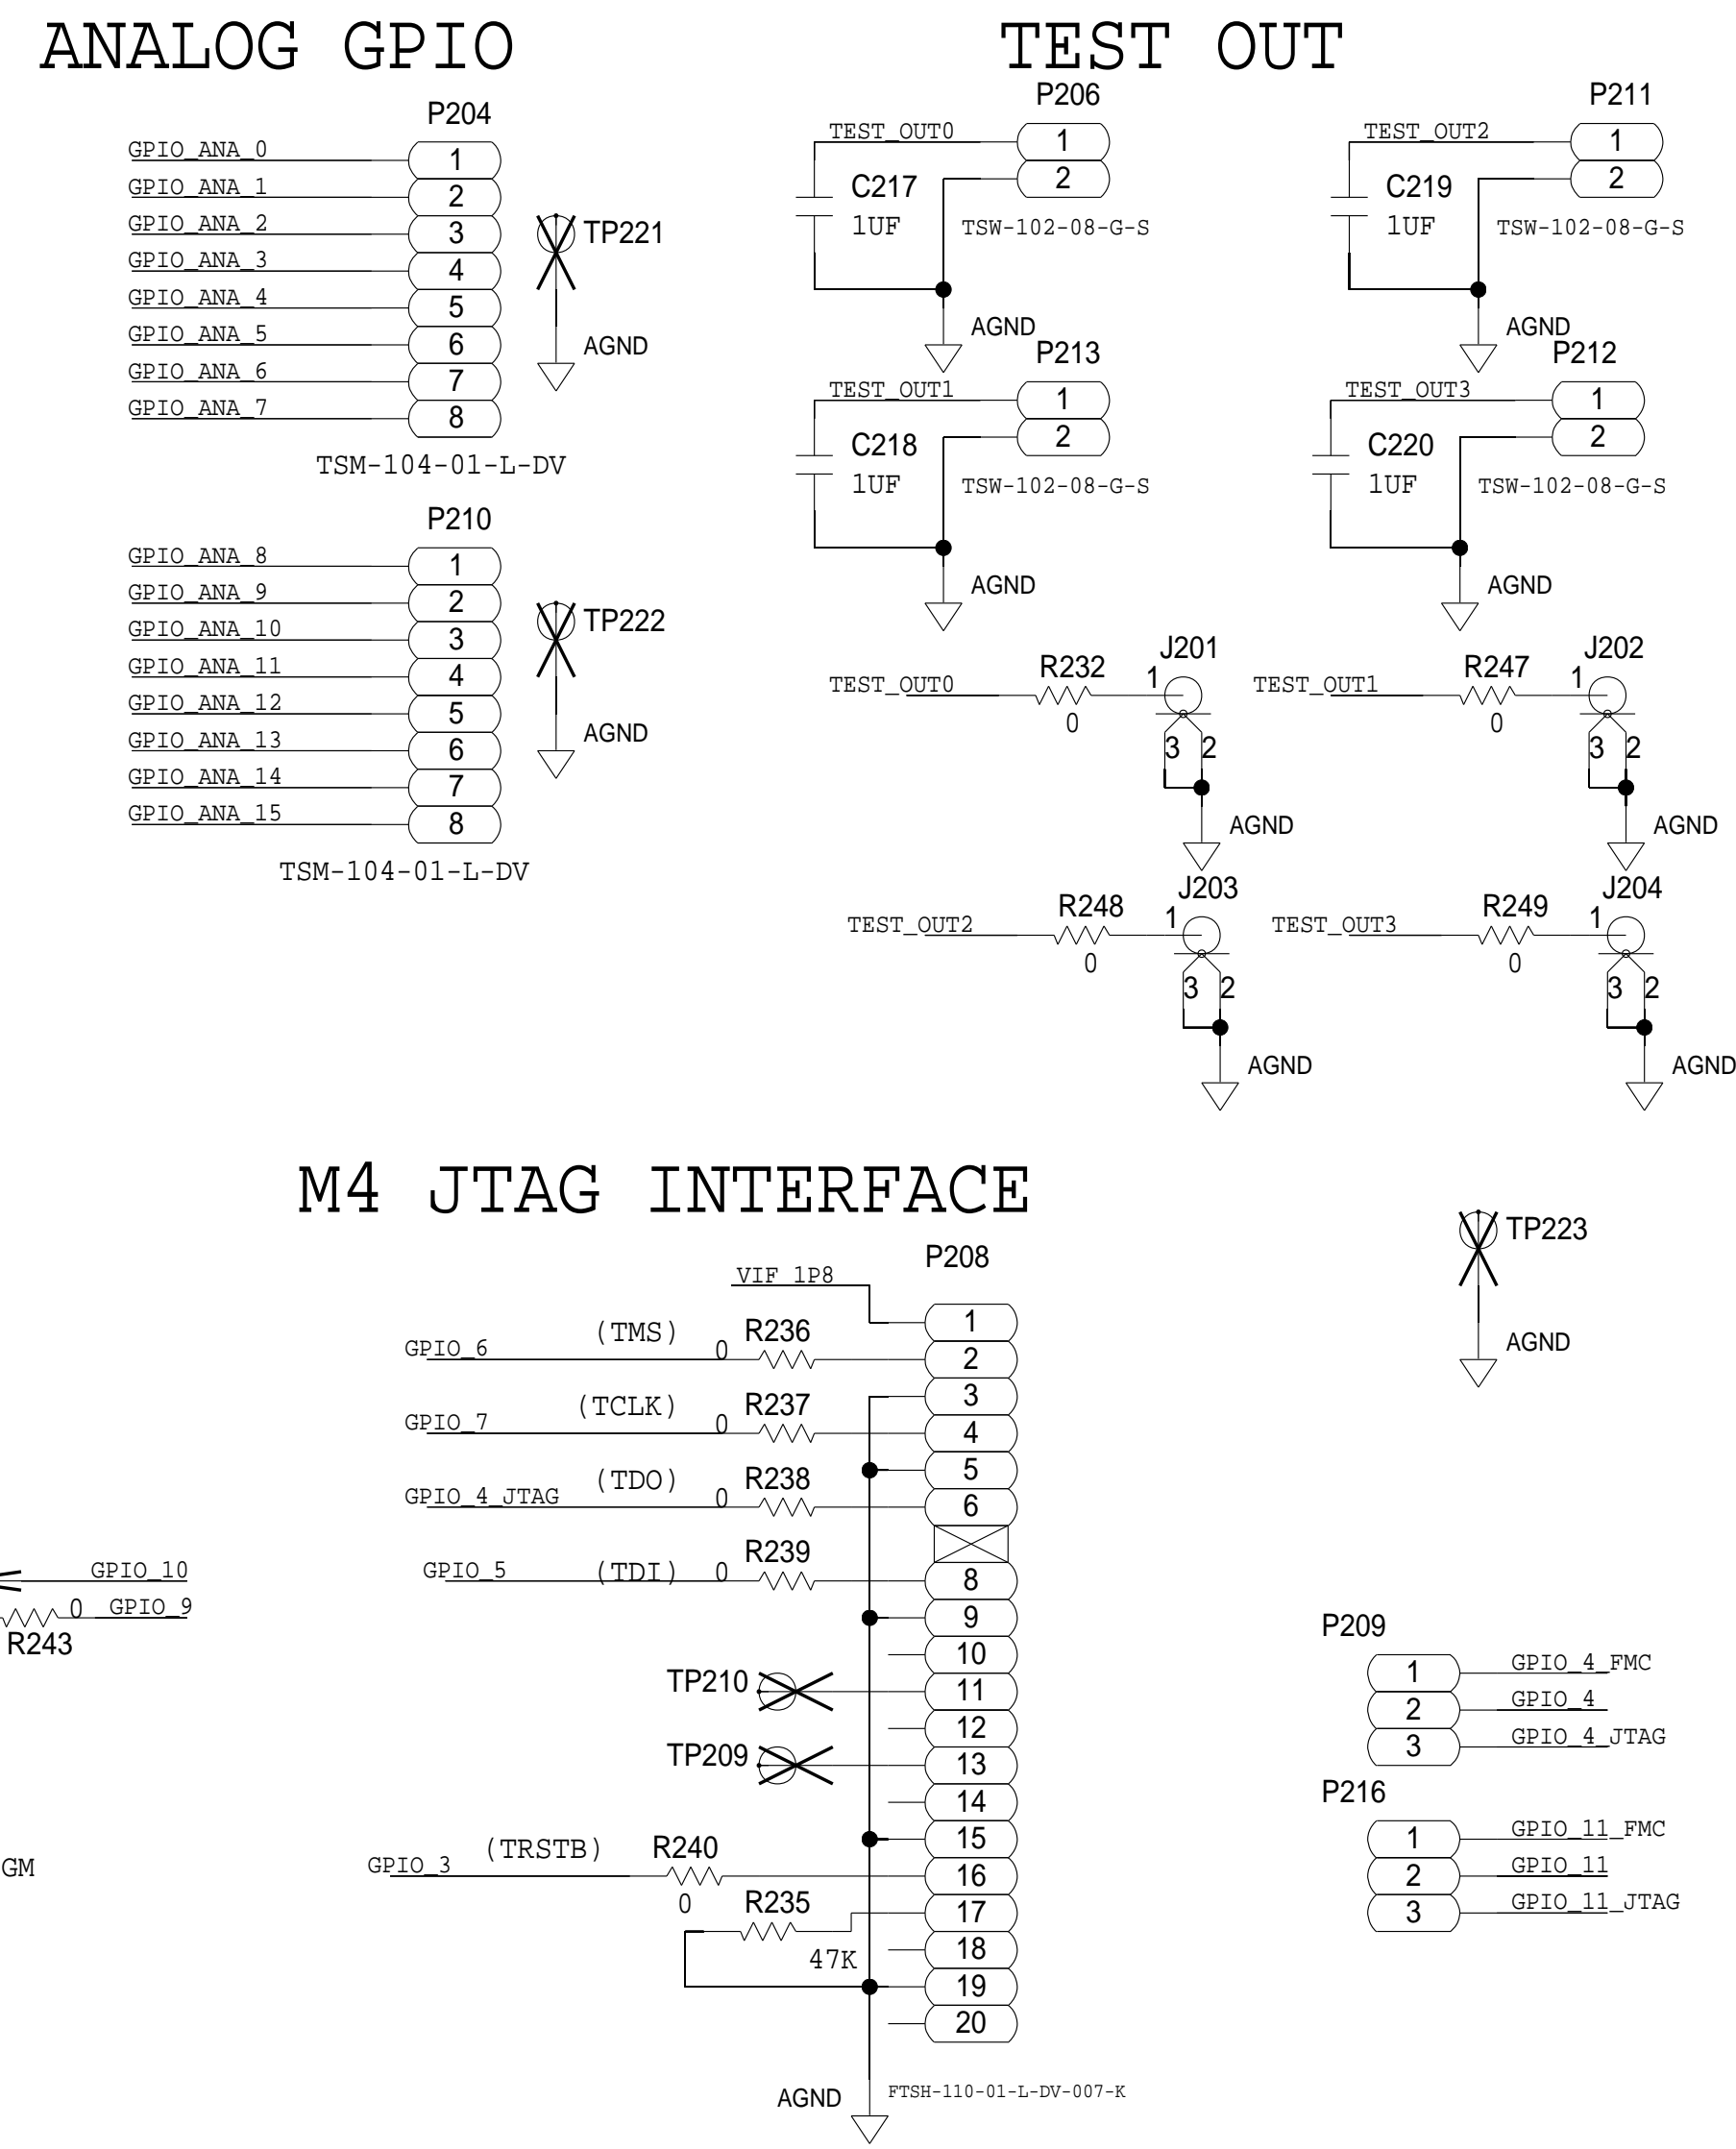 ANALOG GPIO
P204
GPIO_ANA_0 1
GPIO_ANA_1 2
GPIO_ANA_2 3
GPIO_ANA_3 4
GPIO_ANA_4 5
GPIO_ANA_5 6
GPIO_ANA_6 7
GPIO_ANA_7 8
TSM-104-01-L-DV
TP221
AGND
P210
GPIO_ANA_8 1
GPIO_ANA_9 2
GPIO_ANA_10 3
GPIO_ANA_11 4
GPIO_ANA_12 5
GPIO_ANA_13 6
GPIO_ANA_14 7
GPIO_ANA_15 8
TSM-104-01-L-DV
TP222
AGND
TEST OUT
P206
TEST_OUT0 1
2
C217
1UF
TSW-102-08-G-S
AGND
P211
TEST_OUT2 1
2
C219
1UF
TSW-102-08-G-S
AGND
P213
TEST_OUT1 1
2
C218
1UF
TSW-102-08-G-S
AGND
P212
TEST_OUT3 1
2
C220
1UF
TSW-102-08-G-S
AGND
J201
TEST_OUT0 R232 1
0
3 2
AGND
J202
TEST_OUT1 R247 1
0
3 2
AGND
J203
TEST_OUT2 R248 1
0
3 2
AGND
J204
TEST_OUT3 R249 1
0
3 2
AGND
M4 JTAG INTERFACE
P208
VIF_1P8
1
GPIO_6 (TMS) 0 R236 2
3
GPIO_7 (TCLK) 0 R237 4
5
GPIO_4_JTAG (TDO) 0 R238 6
GPIO_5 (TDI) 0 R239 8
9
10
TP210 11
12
TP209 13
14
15
GPIO_3 (TRSTB) R240 16
0
R235 17
47K 18
19
20
AGND
FTSH-110-01-L-DV-007-K
GPIO_10
0 GPIO_9
R243
GM
TP223
AGND
P209
1 GPIO_4_FMC
2 GPIO_4
3 GPIO_4_JTAG
P216
1 GPIO_11_FMC
2 GPIO_11
3 GPIO_11_JTAG